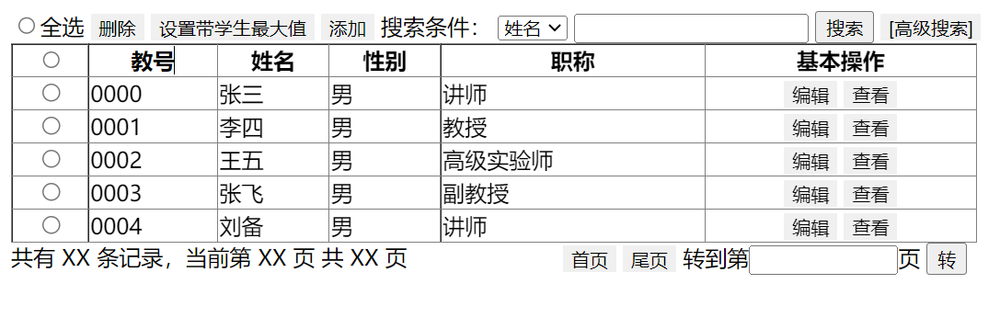 全选 删除 设置带学生最大值 添加 搜索条件： 姓名 搜索 [高级搜索]
教号 姓名 性别 职称 基本操作
0000 张三 男 讲师 编辑 查看
0001 李四 男 教授 编辑 查看
0002 王五 男 高级实验师 编辑 查看
0003 张飞 男 副教授 编辑 查看
0004 刘备 男 讲师 编辑 查看
共有 XX 条记录，当前第 XX 页 共 XX 页 首页 尾页 转到第 页 转